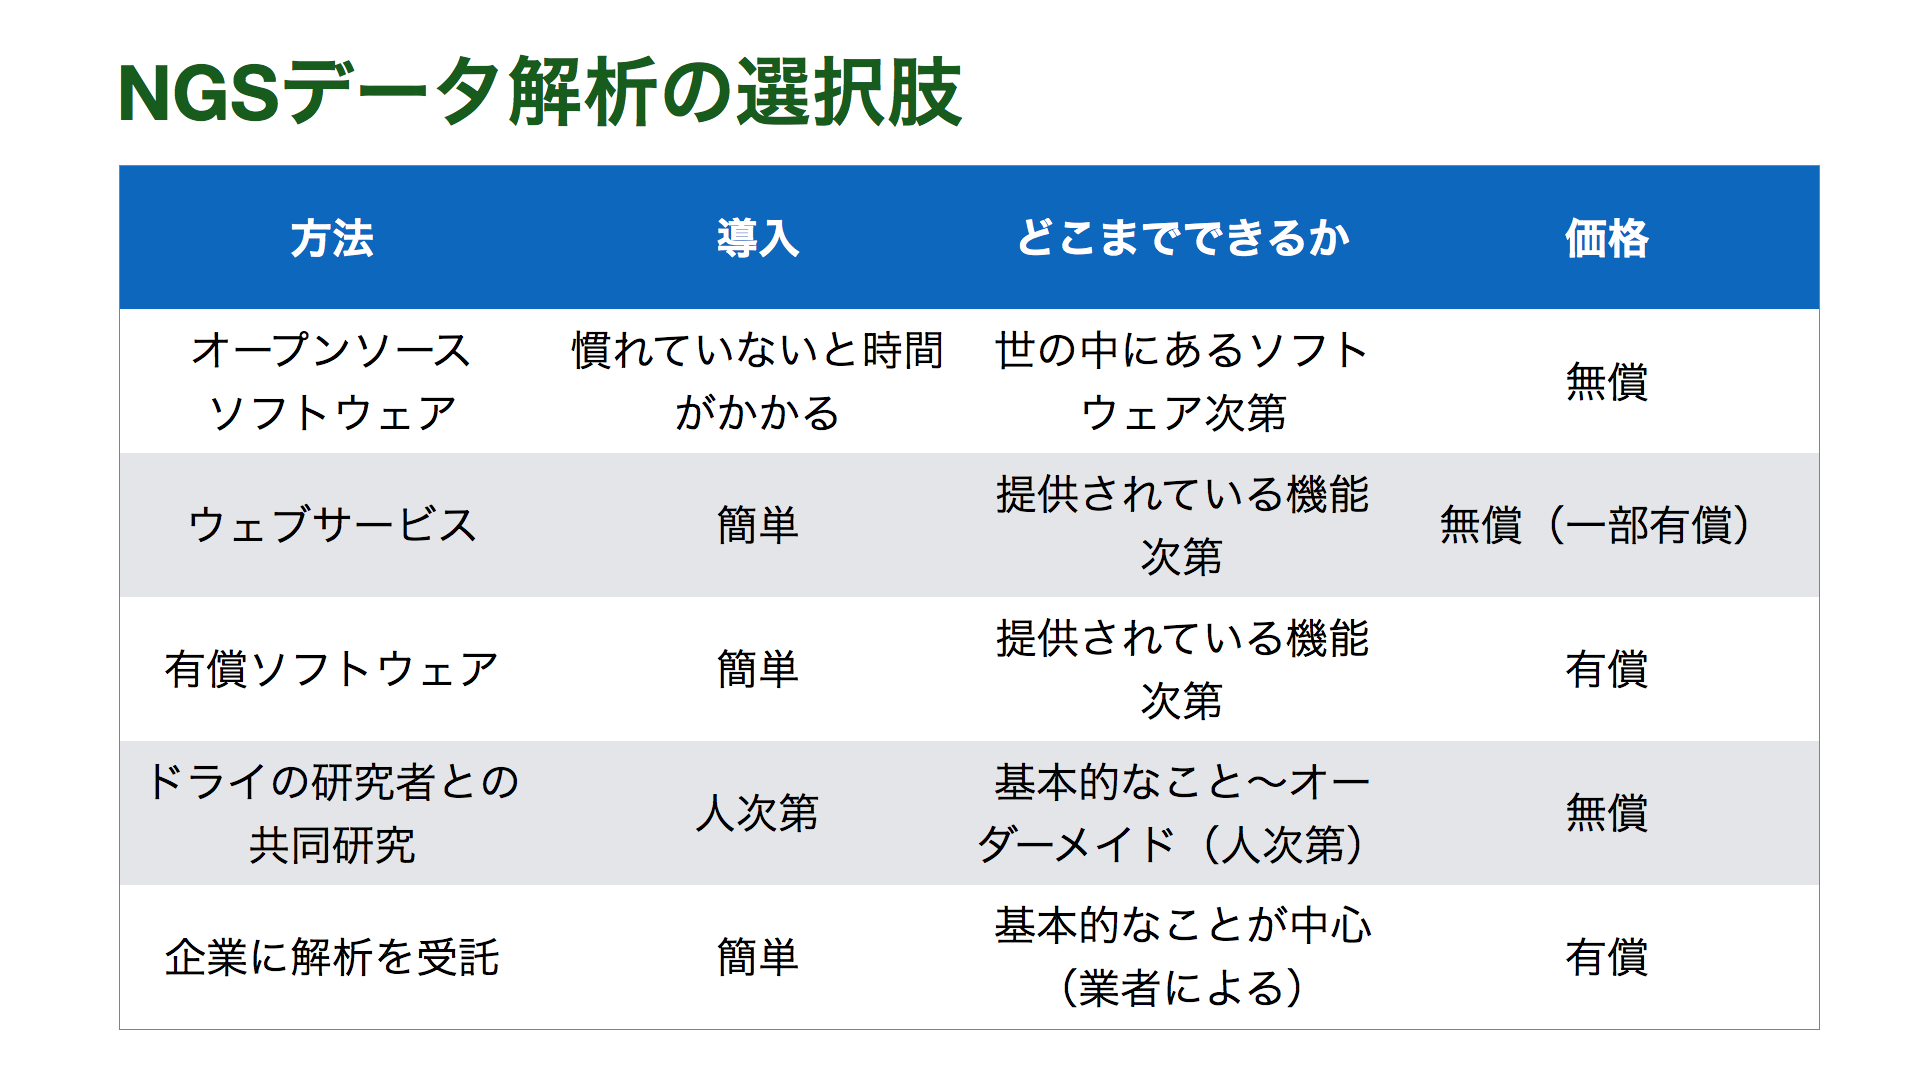 NGSデータ解析の選択肢
方法
導入
どこまでできるか
価格
オープンソース
ソフトウェア
慣れていないと時間
がかかる
世の中にあるソフト
ウェア次第
無償
ウェブサービス
簡単
提供されている機能
次第
無償（一部有償）
有償ソフトウェア
簡単
提供されている機能
次第
有償
ドライの研究者との
共同研究
人次第
基本的なこと〜オー
ダーメイド（人次第）
無償
企業に解析を受託
簡単
基本的なことが中心
（業者による）
有償